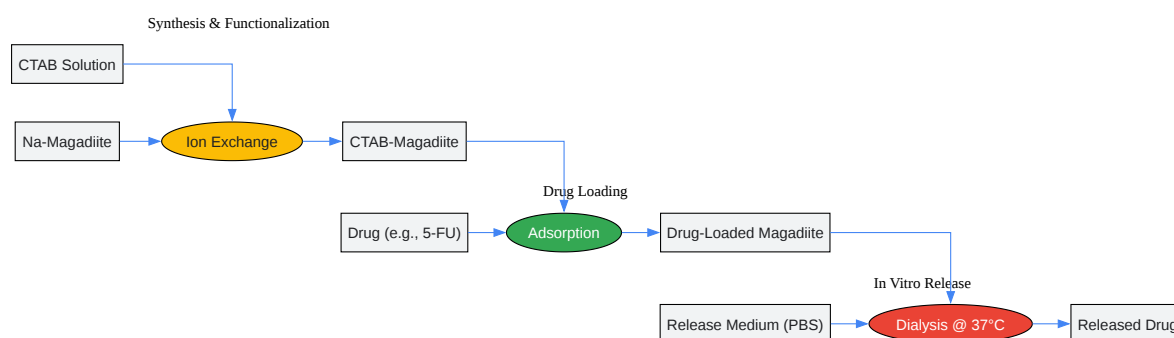 Synthesis & Functionalization
CTAB Solution
Na-Magadiite
Ion Exchange
CTAB-Magadiite
Drug Loading
Drug (e.g., 5-FU)
Adsorption
Drug-Loaded Magadiite
In Vitro Release
Release Medium (PBS)
Dialysis @ 37°C
Released Drug